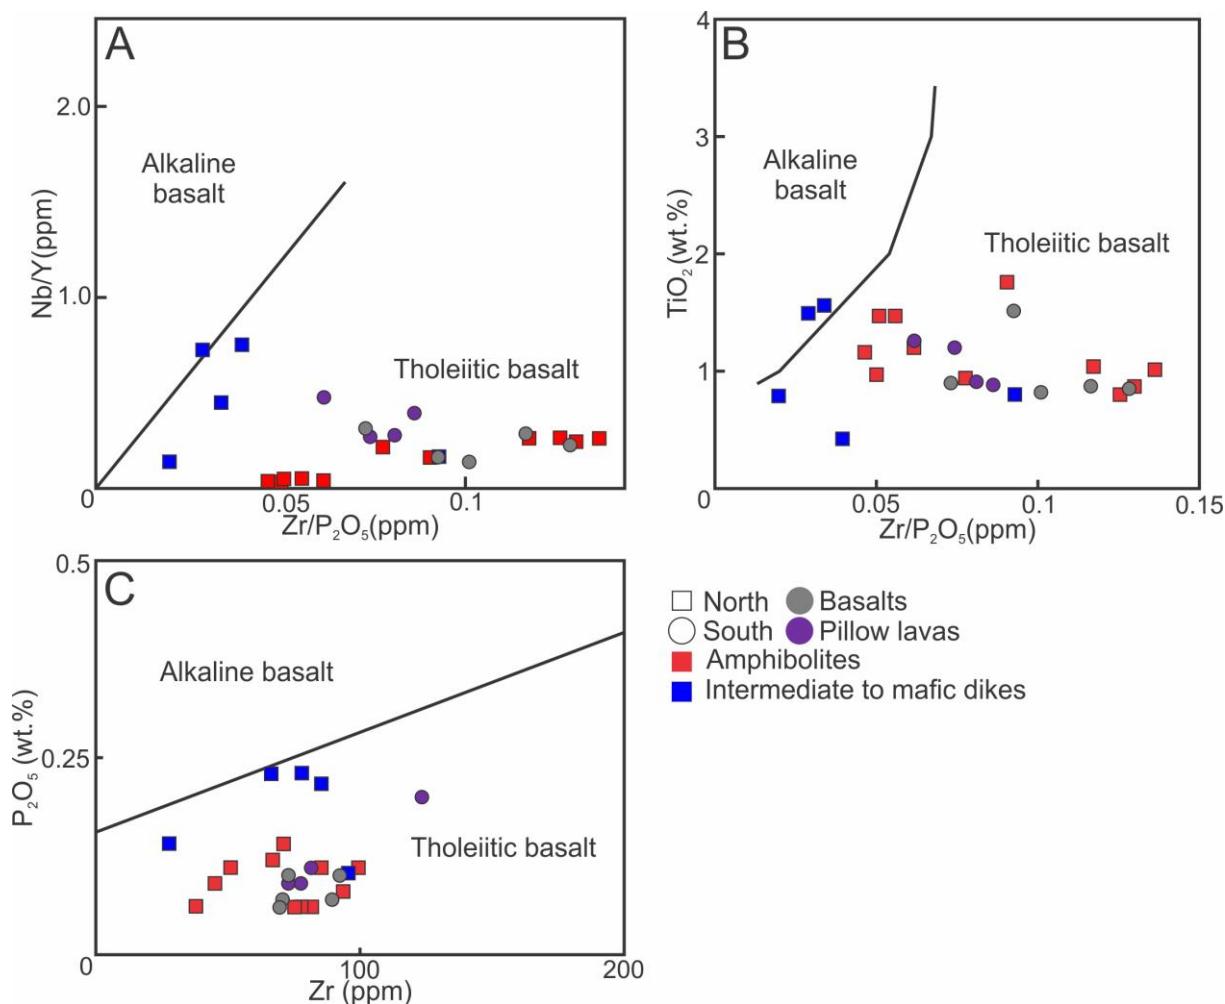 A
2.0
Alkaline
basalt
Nb/Y(ppm)
1.0
Tholeiitic basalt
0
0.05
0.1
Zr/P₂O₅(ppm)
B
4
3
Alkaline
basalt
Tholeiitic basalt
TiO₂ (wt.%)
2
1
0
0.05
0.1
0.15
Zr/P₂O₅(ppm)
C
0.5
Alkaline basalt
P₂O₅ (wt.%)
0.25
Tholeiitic basalt
0
100
200
Zr (ppm)
North
Basalts
South
Pillow lavas
Amphibolites
Intermediate to mafic dikes